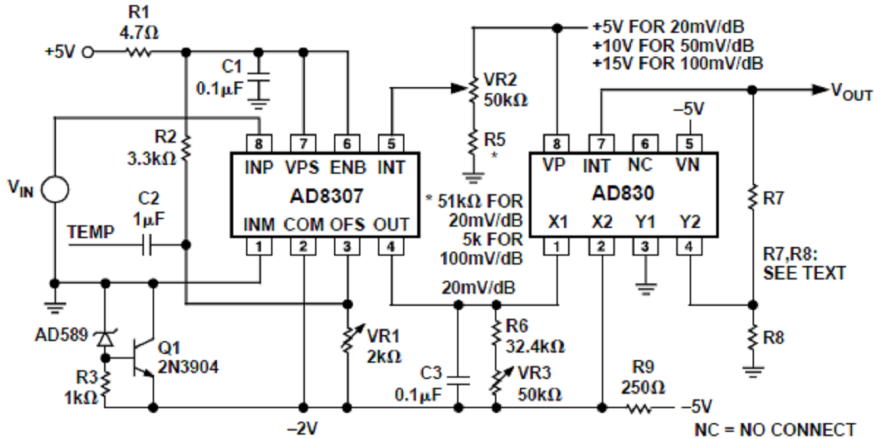 R1
4.7Ω
+5V
C1
0.1μF
VR2
50kΩ
+5V FOR 20mV/dB
+10V FOR 50mV/dB
+15V FOR 100mV/dB
VOUT
–5V
R2
3.3kΩ
R5
*
8 7 6 5
INP VPS ENB INT
AD8307
INM COM OFS OUT
1 2 3 4
8 7 6 5
VP INT NC VN
AD830
X1 X2 Y1 Y2
1 2 3 4
VIN
C2
1μF
TEMP
* 51kΩ FOR
20mV/dB
5k FOR
100mV/dB
20mV/dB
R7
R7,R8:
SEE TEXT
R8
AD589
Q1
2N3904
R3
1kΩ
VR1
2kΩ
C3
0.1μF
R6
32.4kΩ
VR3
50kΩ
R9
250Ω
–5V
–2V
NC = NO CONNECT